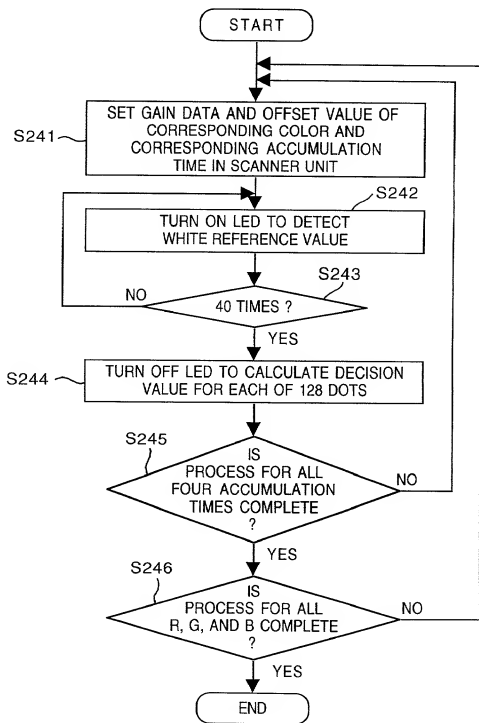 START
S241
SET GAIN DATA AND OFFSET VALUE OF
CORRESPONDING COLOR AND
CORRESPONDING ACCUMULATION
TIME IN SCANNER UNIT
S242
TURN ON LED TO DETECT
WHITE REFERENCE VALUE
S243
NO
40 TIMES ?
YES
S244
TURN OFF LED TO CALCULATE DECISION
VALUE FOR EACH OF 128 DOTS
S245
IS
PROCESS FOR ALL
FOUR ACCUMULATION
TIMES COMPLETE
?
NO
YES
S246
IS
PROCESS FOR ALL
R, G, AND B COMPLETE
?
NO
YES
END